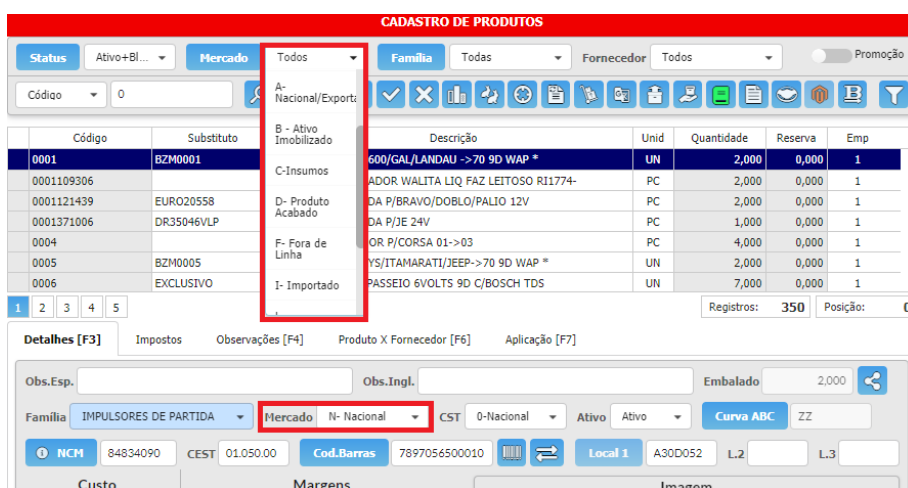 CADASTRO DE PRODUTOS
Status Ativo+Bl... Mercado Todos Família Todas Fornecedor Todos Promoção
Código 0
A-
Nacional/Exporta
B - Ativo
Imobilizado
C-Insumos
D- Produto
Acabado
F- Fora de
Linha
I- Importado
Código Substituto Descrição Unid Quantidade Reserva Emp
0001 BZM0001 600/GAL/LANDAU ->70 9D WAP * UN 2,000 0,000 1
0001109306 ADOR WALITA LIQ FAZ LEITOSO RI1774- PC 2,000 0,000 1
0001121439 EURO20558 DA P/BRAVO/DOBLO/PALIO 12V PC 2,000 0,000 1
0001371006 DR35046VLP DA P/JE 24V PC 1,000 0,000 1
0004 OR P/CORSA 01->03 PC 4,000 0,000 1
0005 BZM0005 YS/ITAMARATI/JEEP->70 9D WAP * UN 2,000 0,000 1
0006 EXCLUSIVO PASSEIO 6VOLTS 9D C/BOSCH TDS UN 7,000 0,000 1
1 2 3 4 5 Registros: 350 Posição:
Detalhes [F3] Impostos Observações [F4] Produto X Fornecedor [F6] Aplicação [F7]
Obs.Esp. Obs.Ingl. Embalado 2,000
Família IMPULSORES DE PARTIDA Mercado N- Nacional CST 0-Nacional Ativo Ativo Curva ABC ZZ
NCM 84834090 CEST 01.050.00 Cod.Barras 7897056500010 Local 1 A30D052 L.2 L.3
Custo Margens Imagem